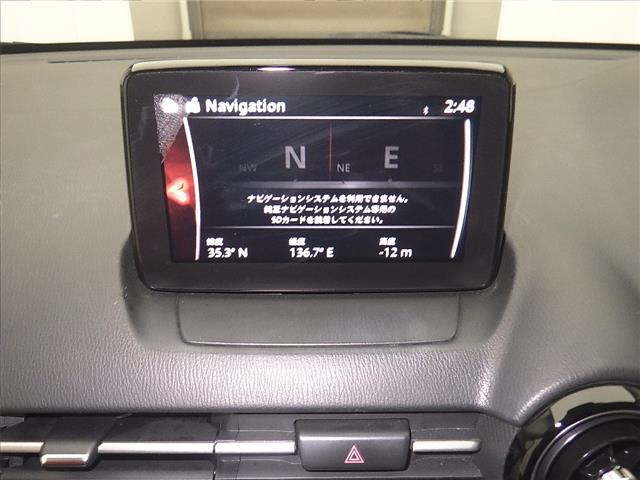 Navigation 2:48
NW N NE E
ナビゲーションシステムを利用できません。
純正ナビゲーションシステム専用の
SDカードを装着してください。
緯度 経度 高度
35.3° N 136.7° E -12 m